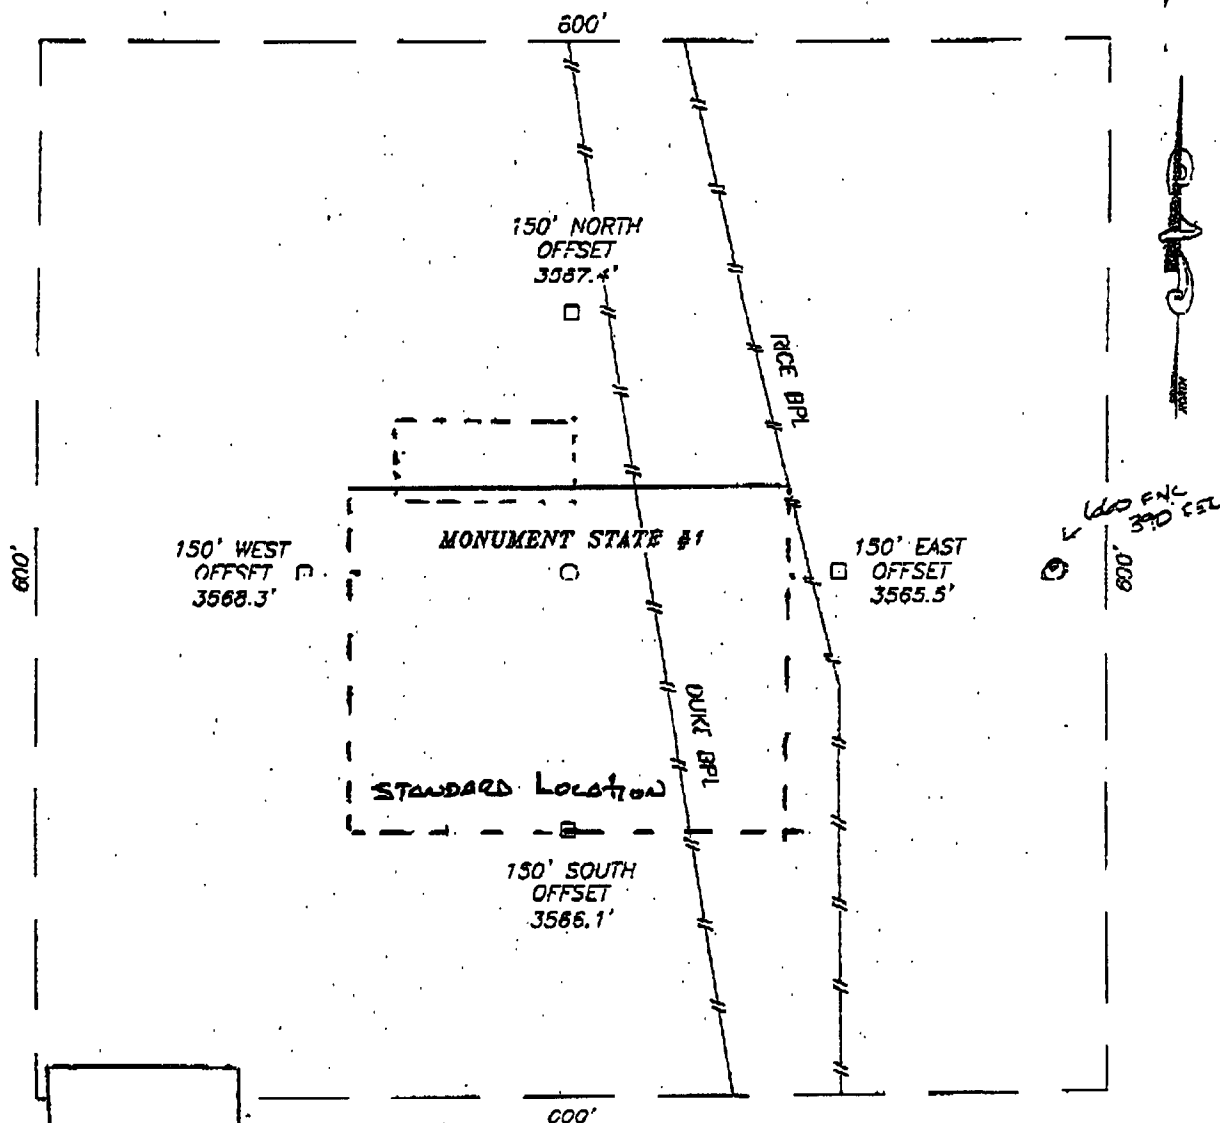 600'
150' NORTH
OFFSET
3567.4'
RICE BPL
MONUMENT STATE #1
150' WEST
OFFSET
3568.3'
150' EAST
OFFSET
3565.5'
600'
600'
DUKE BPL
STANDARD LOCATION
150' SOUTH
OFFSET
3566.1'
600'